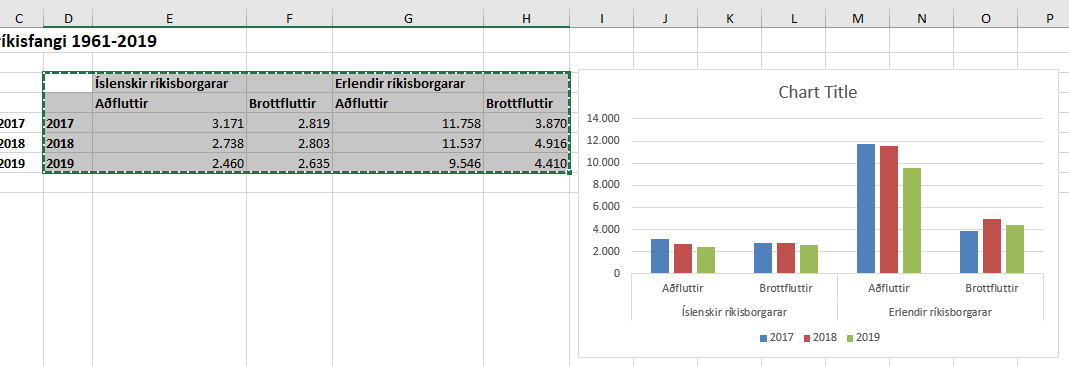 C D E F G H I J K L M N O P
ríkisfangi 1961-2019
Íslenskir ríkisborgarar Erlendir ríkisborgarar
Aðfluttir Brottfluttir Aðfluttir Brottfluttir
2017 2017 3.171 2.819 11.758 3.870
2018 2018 2.738 2.803 11.537 4.916
2019 2019 2.460 2.635 9.546 4.410
Chart Title
14.000
12.000
10.000
8.000
6.000
4.000
2.000
0
Aðfluttir Brottfluttir Aðfluttir Brottfluttir
Íslenskir ríkisborgarar Erlendir ríkisborgarar
2017 2018 2019